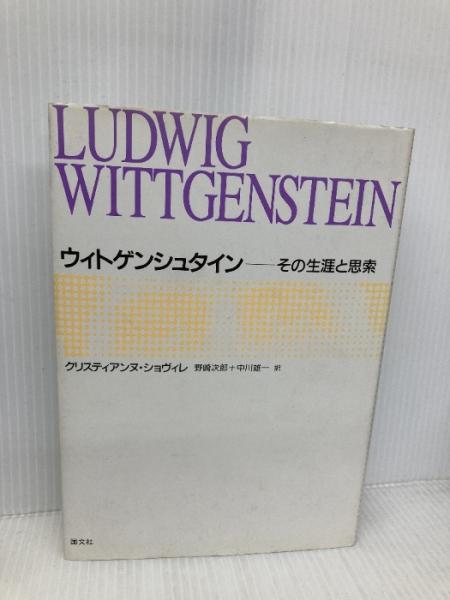 LUDWIG
WITTGENSTEIN
ウィトゲンシュタイン――その生涯と思索
クリスティアンヌ・ショヴィレ 野崎次郎+中川雄一 訳
国文社